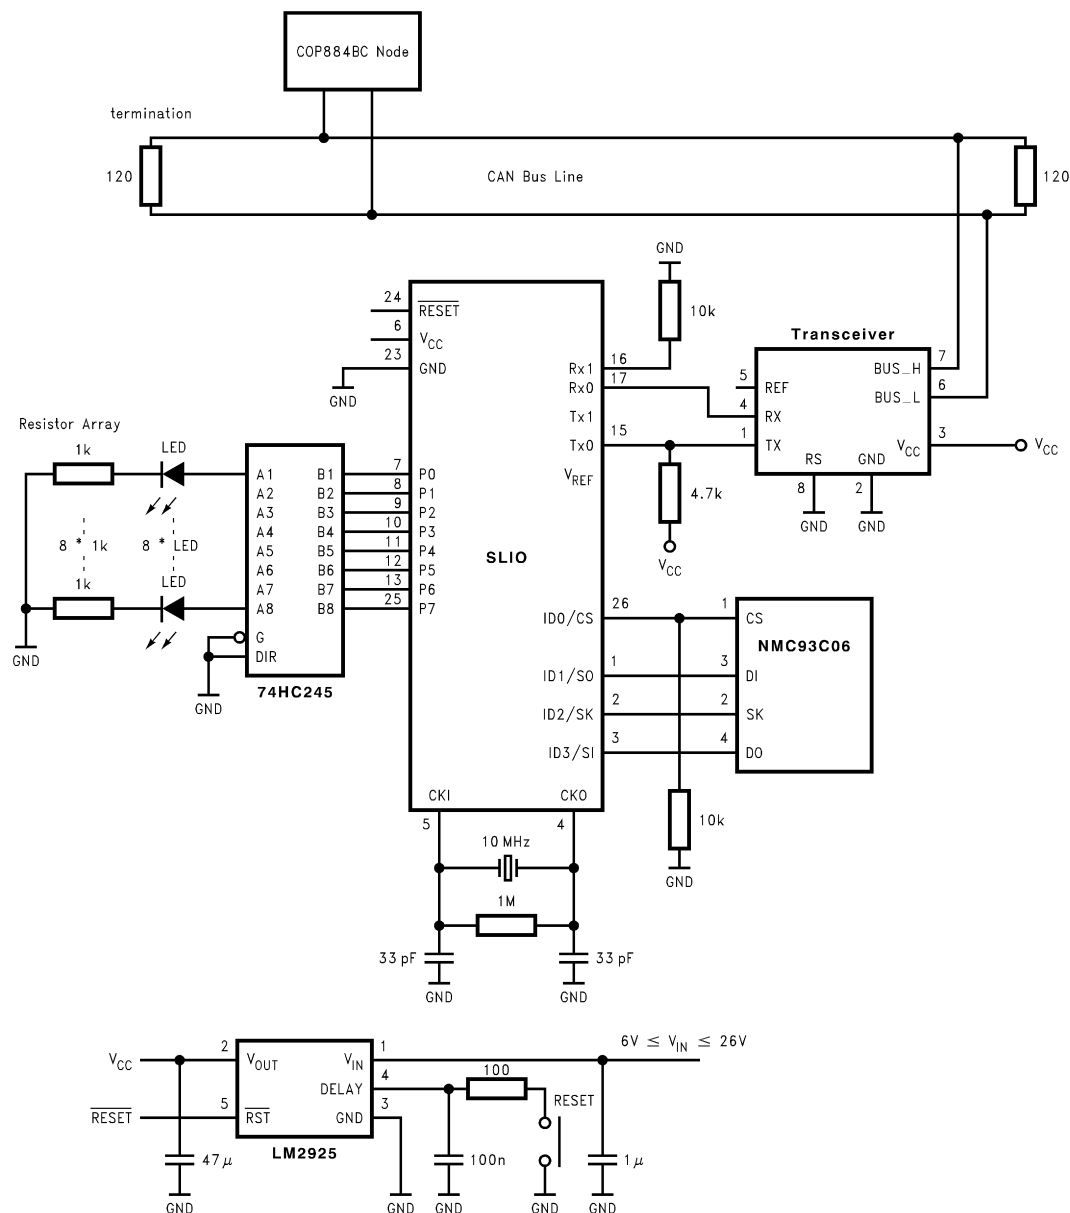 COP884BC Node
termination
120
CAN Bus Line
120
GND
10k
24
RESET
6
VCC
23
GND
GND
Rx1
16
Rx0
17
Tx1
Tx0
15
VREF
Transceiver
5
REF
4
RX
1
TX
BUS_H
7
BUS_L
6
VCC
3
VCC
RS
GND
8
2
GND
GND
4.7k
VCC
Resistor Array
1k
LED
8 * 1k
8 * LED
1k
LED
GND
A1
A2
A3
A4
A5
A6
A7
A8
G
DIR
B1
B2
B3
B4
B5
B6
B7
B8
74HC245
GND
7
8
9
10
11
12
13
25
P0
P1
P2
P3
P4
P5
P6
P7
SLIO
ID0/CS
26
ID1/SO
1
ID2/SK
2
ID3/SI
3
1
CS
NMC93C06
3
DI
2
SK
4
DO
10k
GND
CKI
CKO
5
4
10 MHz
1M
33 pF
33 pF
GND
GND
VCC
2
VOUT
VIN
1
6V ≤ VIN ≤ 26V
DELAY
4
100
RESET
RESET
5
RST
GND
3
LM2925
47μ
100n
1μ
GND
GND
GND
GND
GND